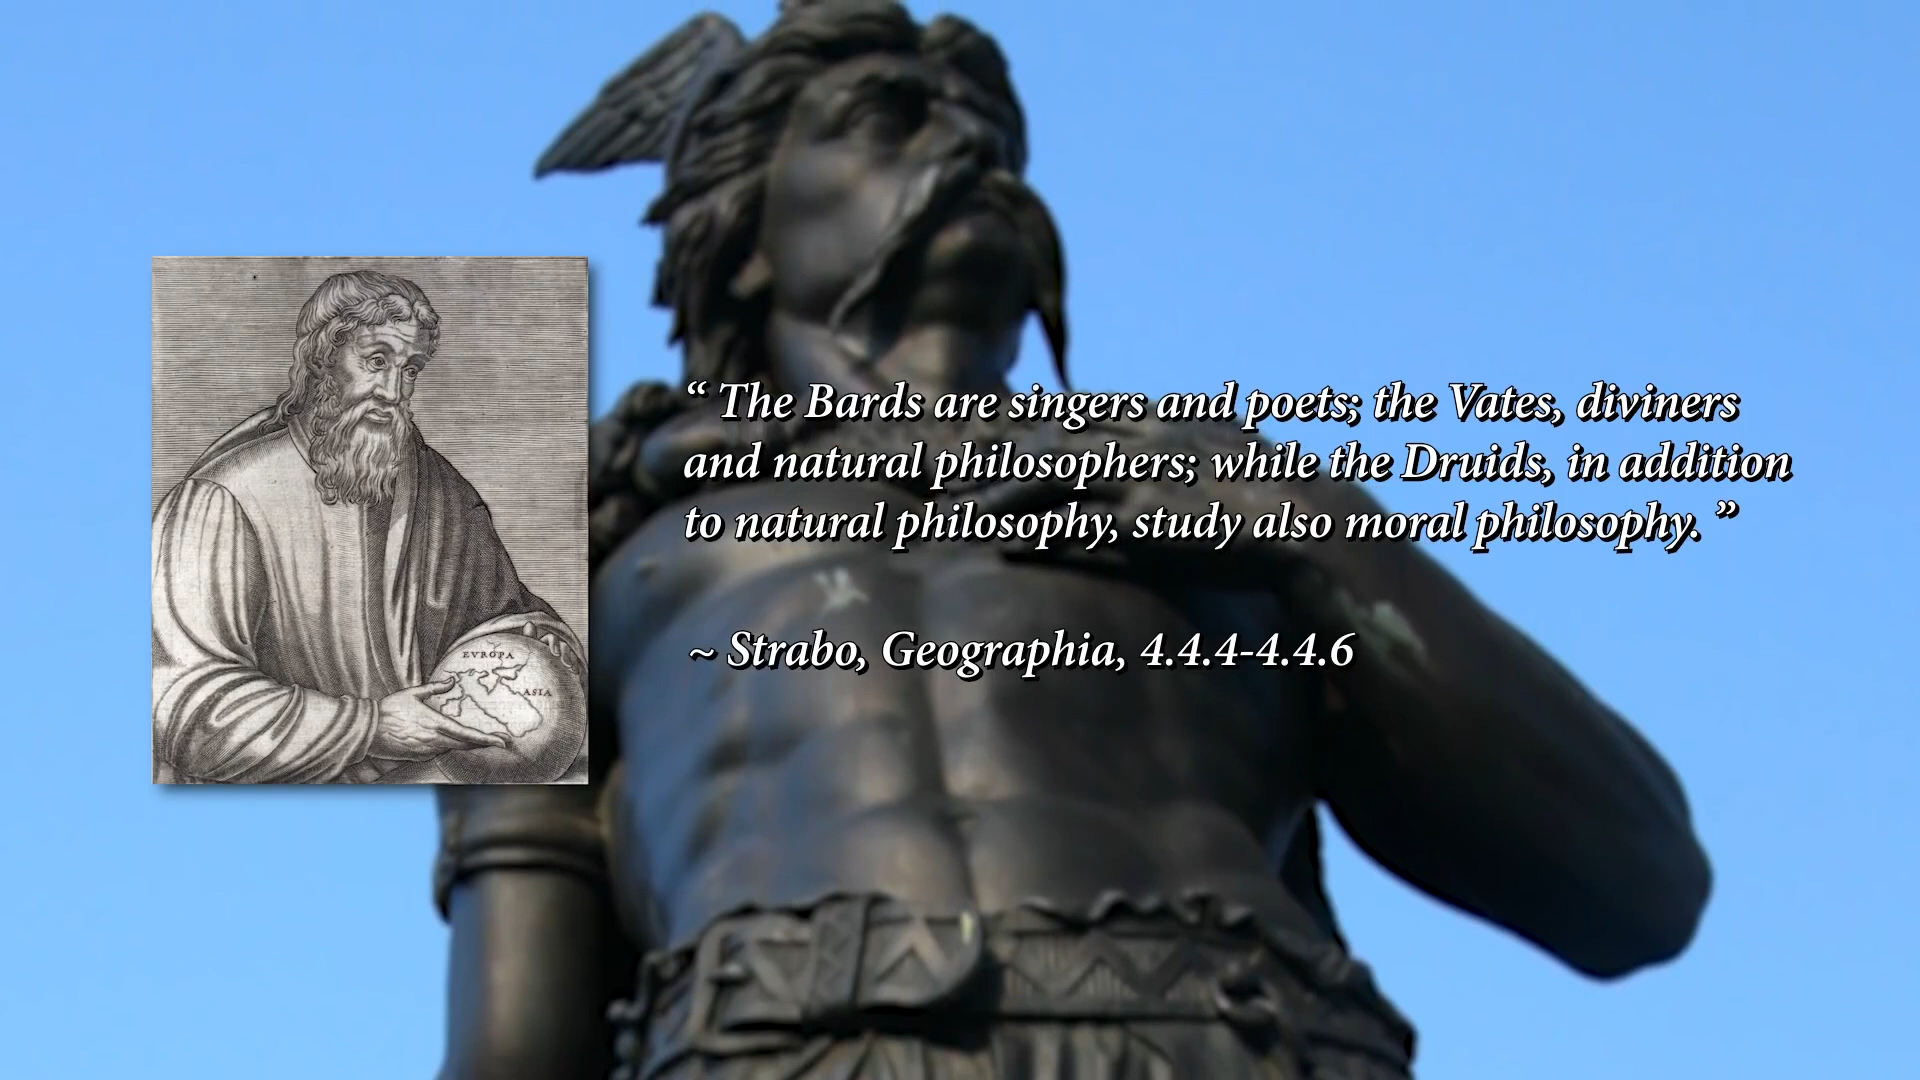 EVROPA
ASIA
“ The Bards are singers and poets; the Vates, diviners
and natural philosophers; while the Druids, in addition
to natural philosophy, study also moral philosophy. ”
~ Strabo, Geographia, 4.4.4-4.4.6